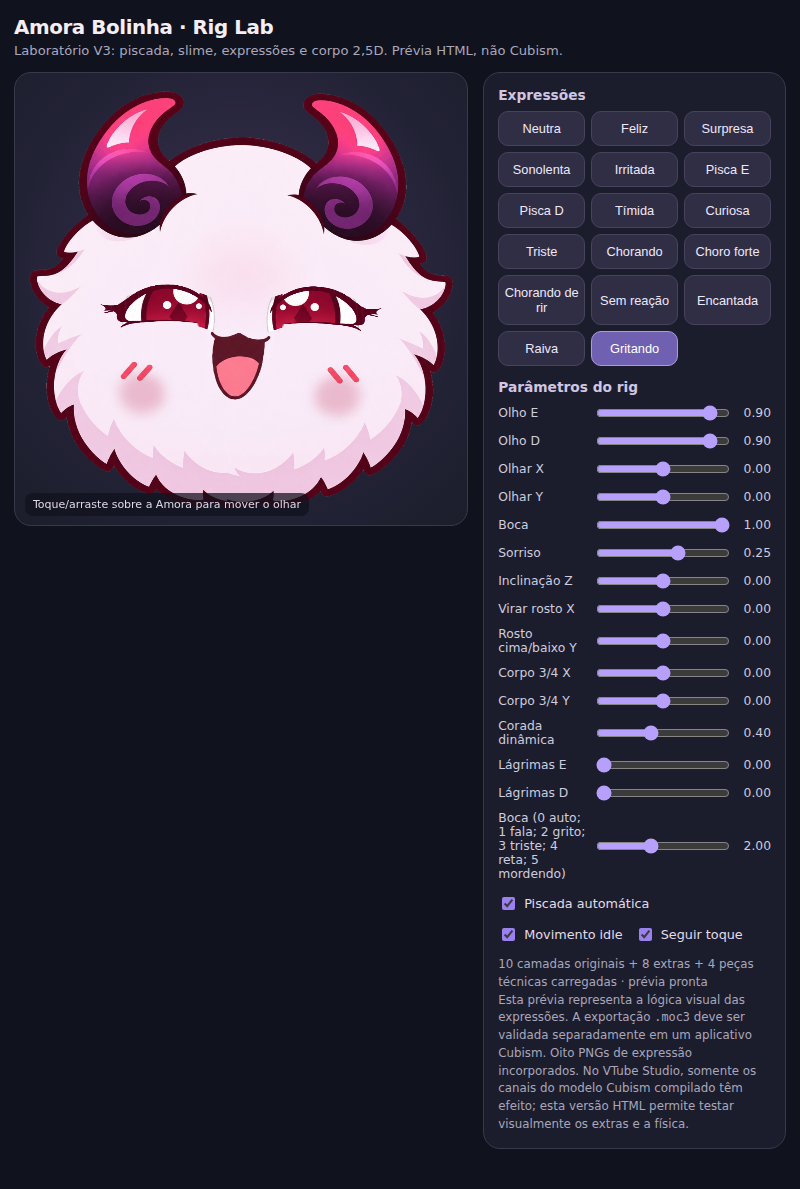 Amora Bolinha · Rig Lab
Laboratório V3: piscada, slime, expressões e corpo 2,5D. Prévia HTML, não Cubism.
Toque/arraste sobre a Amora para mover o olhar
Expressões
Neutra
Feliz
Surpresa
Sonolenta
Irritada
Pisca E
Pisca D
Tímida
Curiosa
Triste
Chorando
Choro forte
Chorando de
rir
Sem reação
Encantada
Raiva
Gritando
Parâmetros do rig
Olho E 0.90
Olho D 0.90
Olhar X 0.00
Olhar Y 0.00
Boca 1.00
Sorriso 0.25
Inclinação Z 0.00
Virar rosto X 0.00
Rosto
cima/baixo Y 0.00
Corpo 3/4 X 0.00
Corpo 3/4 Y 0.00
Corada
dinâmica 0.40
Lágrimas E 0.00
Lágrimas D 0.00
Boca (0 auto;
1 fala; 2 grito;
3 triste; 4
reta; 5
mordendo) 2.00
Piscada automática
Movimento idle Seguir toque
10 camadas originais + 8 extras + 4 peças
técnicas carregadas · prévia pronta
Esta prévia representa a lógica visual das
expressões. A exportação .moc3 deve ser
validada separadamente em um aplicativo
Cubism. Oito PNGs de expressão
incorporados. No VTube Studio, somente os
canais do modelo Cubism compilado têm
efeito; esta versão HTML permite testar
visualmente os extras e a física.